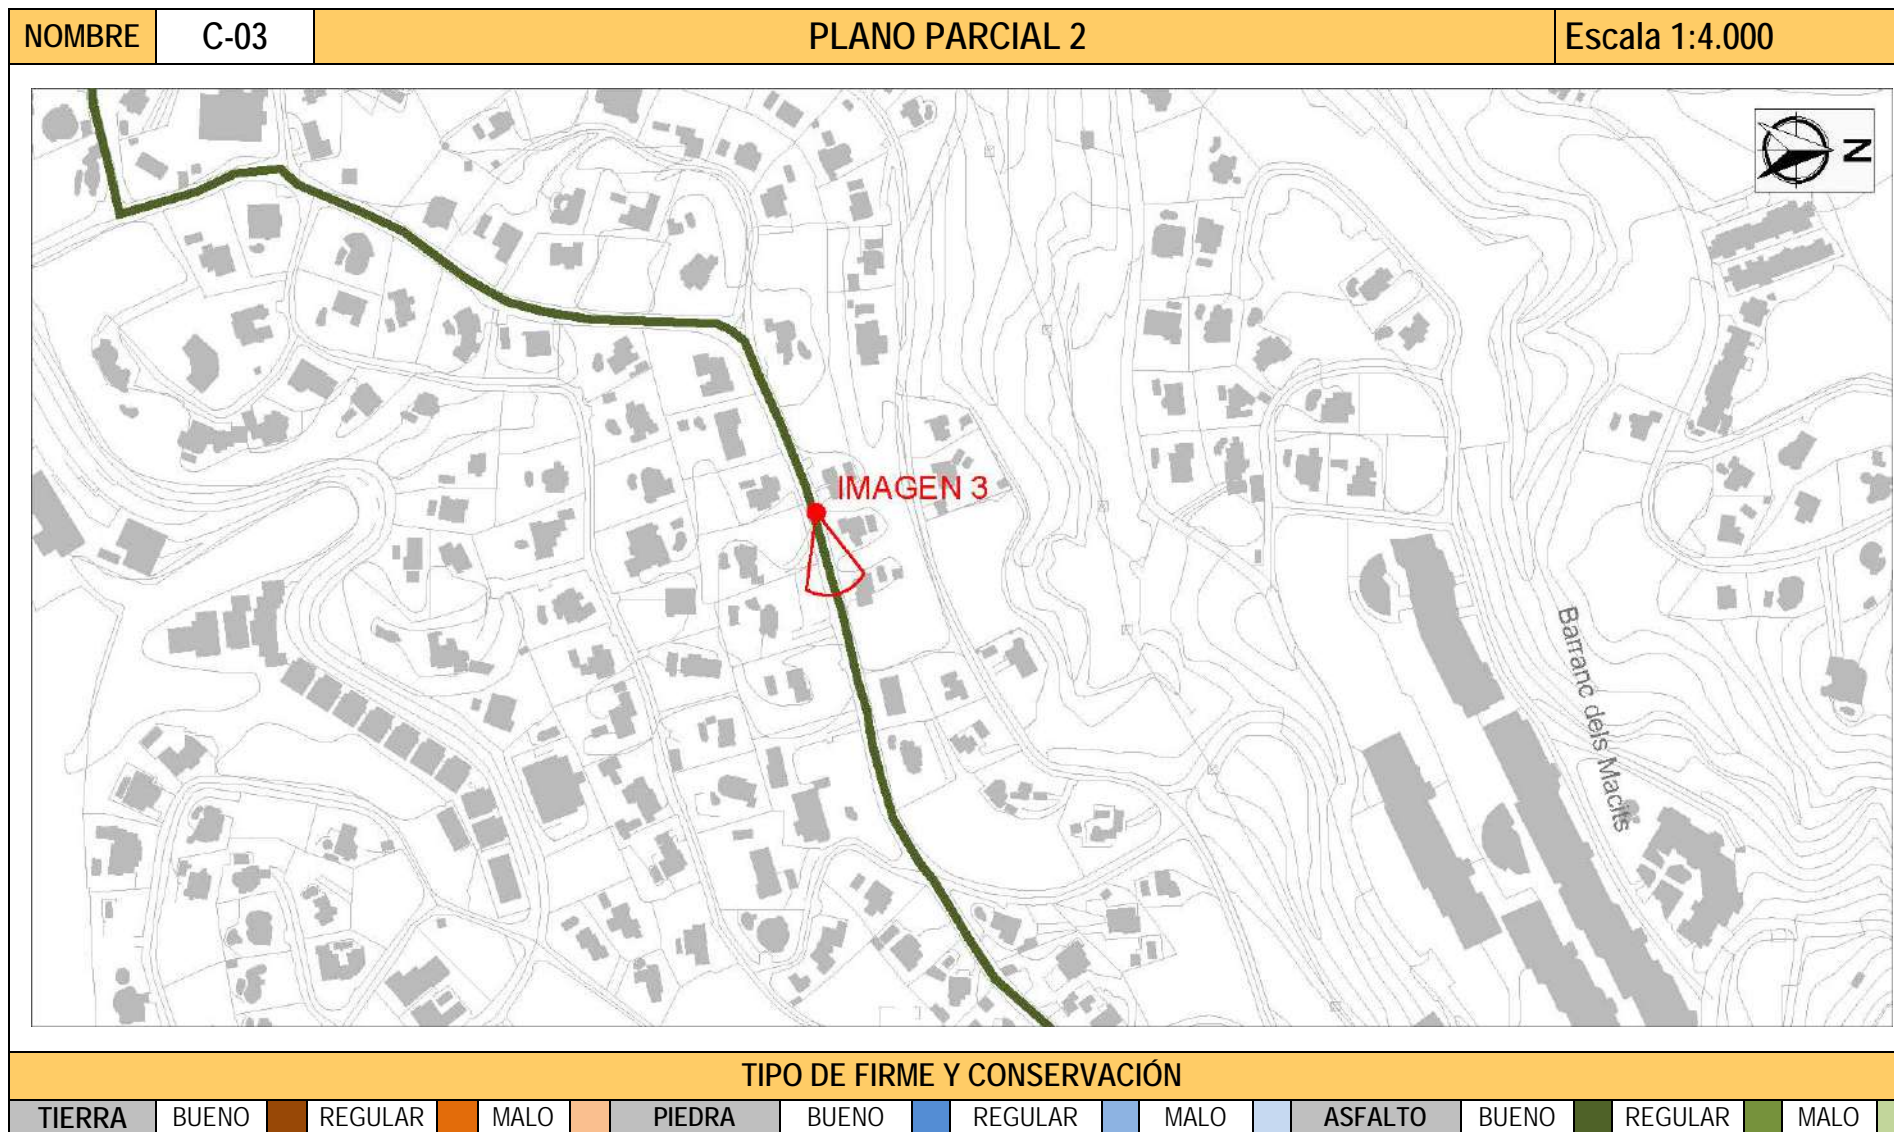 NOMBRE C-03 PLANO PARCIAL 2 Escala 1:4.000
N
IMAGEN 3
Barranc dels Macits
TIPO DE FIRME Y CONSERVACIÓN
TIERRA BUENO REGULAR MALO PIEDRA BUENO REGULAR MALO ASFALTO BUENO REGULAR MALO